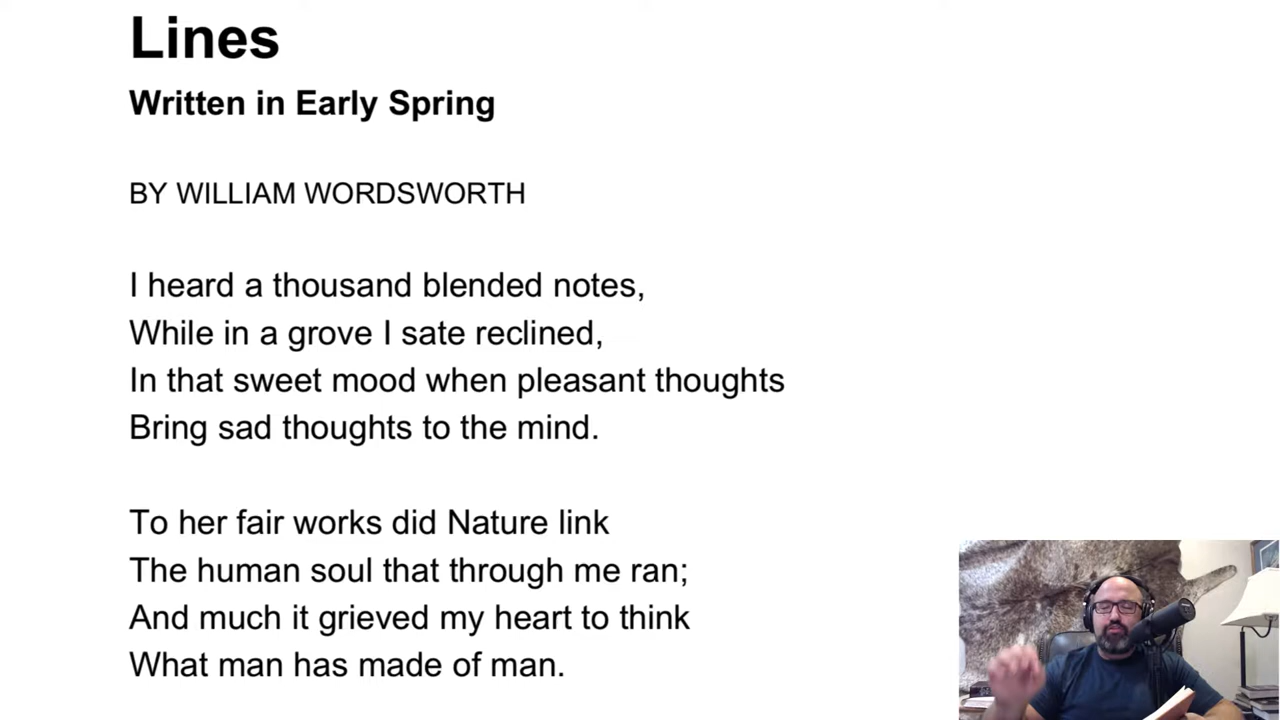 Lines
Written in Early Spring
BY WILLIAM WORDSWORTH
I heard a thousand blended notes,
While in a grove I sate reclined,
In that sweet mood when pleasant thoughts
Bring sad thoughts to the mind.
To her fair works did Nature link
The human soul that through me ran;
And much it grieved my heart to think
What man has made of man.